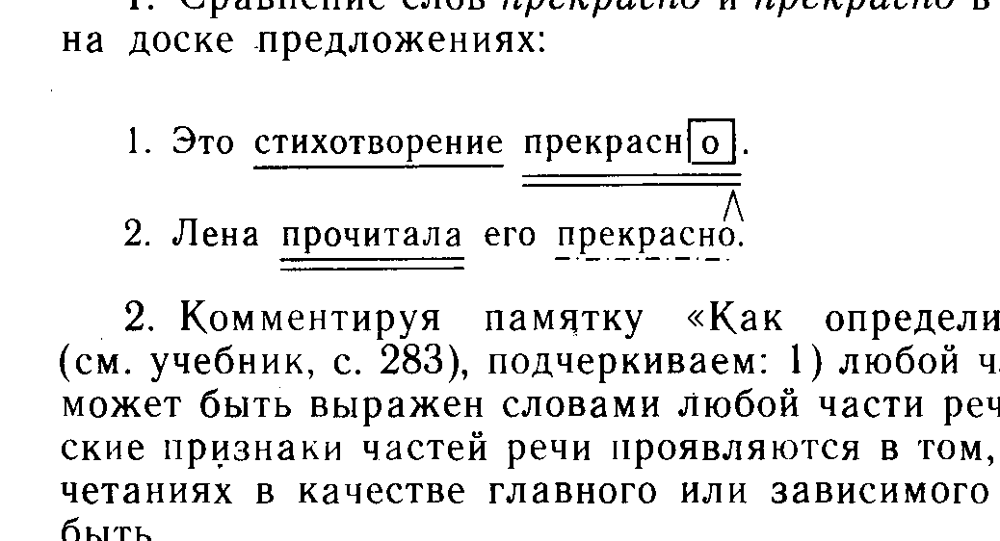 1. Сравнение слов прекрасно и прекрасно в
на доске предложениях:
1. Это стихотворение прекрасно.
2. Лена прочитала его прекрасно.
2. Комментируя памятку «Как определи
(см. учебник, с. 283), подчеркиваем: 1) любой ч
может быть выражен словами любой части реч
ские признаки частей речи проявляются в том,
четаниях в качестве главного или зависимого
быть